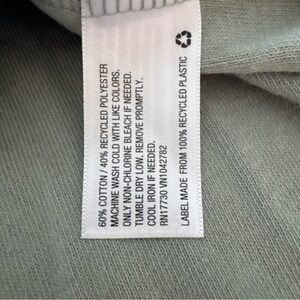 60% COTTON / 40% RECYCLED POLYESTER
MACHINE WASH COLD WITH LIKE COLORS.
ONLY NON-CHLORINE BLEACH IF NEEDED.
TUMBLE DRY LOW. REMOVE PROMPTLY.
COOL IRON IF NEEDED.
RN17730 VN1042782
LABEL MADE FROM 100% RECYCLED PLASTIC